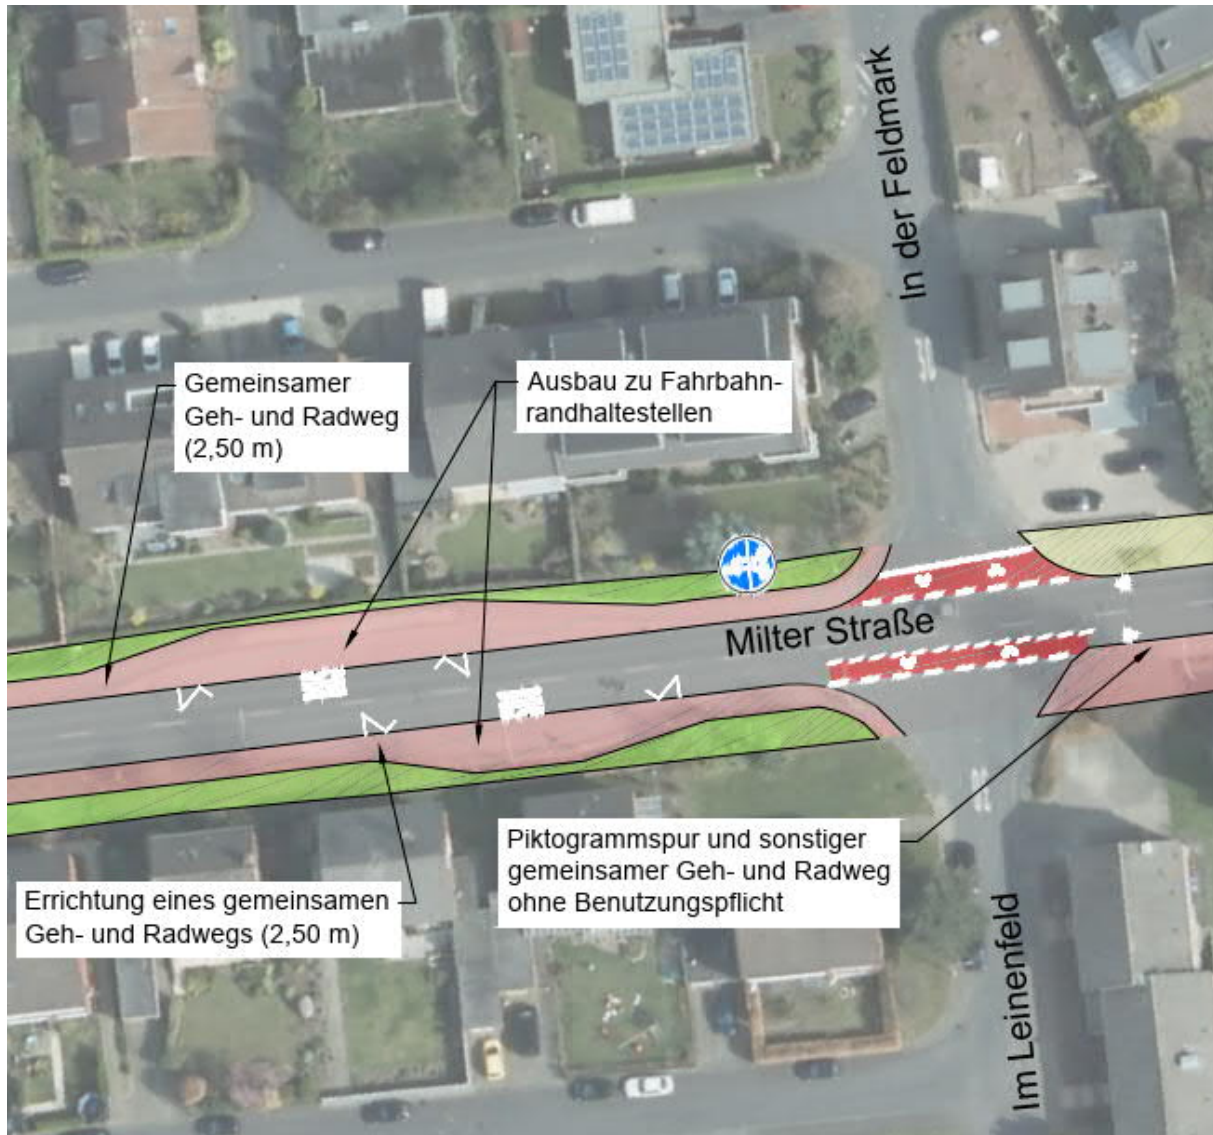 In der Feldmark
Gemeinsamer
Geh- und Radweg
(2,50 m)
Ausbau zu Fahrbahn-
randhaltestellen
Milter Straße
Piktogrammspur und sonstiger
gemeinsamer Geh- und Radweg
ohne Benutzungspflicht
Errichtung eines gemeinsamen
Geh- und Radwegs (2,50 m)
Im Leinenfeld